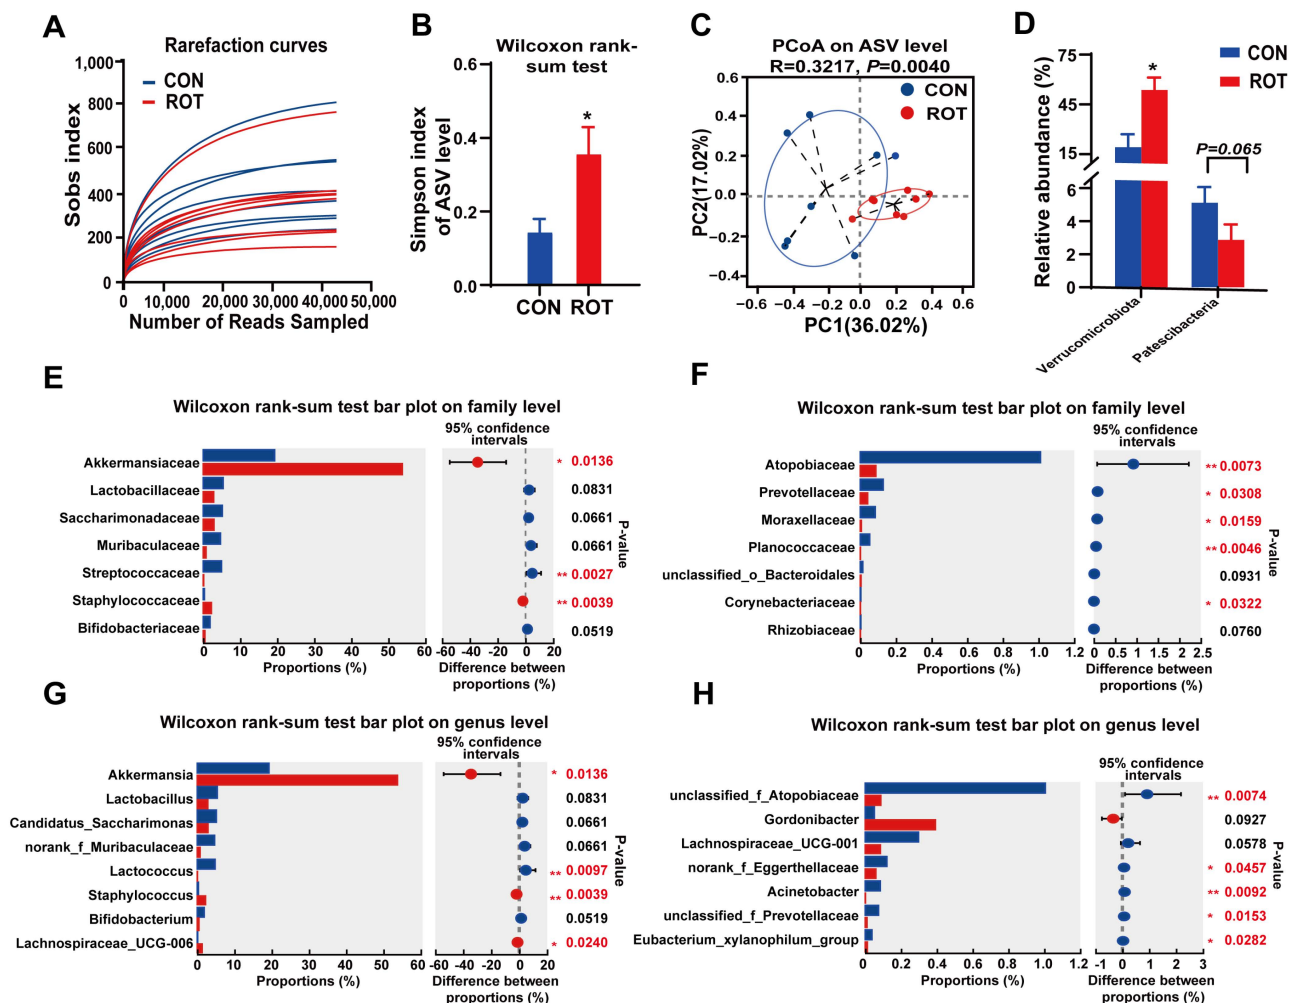 A
Rarefaction curves
CON
ROT
Sobs index
1,000
800
600
400
200
0
0 10,000 20,000 30,000 40,000 50,000
Number of Reads Sampled
B
Wilcoxon rank-
sum test
Simpson index
of ASV level
0.6
0.4
0.2
0.0
*
CON ROT
C
PCoA on ASV level
R=0.3217, P=0.0040
CON
ROT
PC2(17.02%)
0.6
0.4
0.2
0.0
−0.2
−0.4
−0.6 −0.4 −0.2 0.0 0.2 0.4 0.6
PC1(36.02%)
D
CON
ROT
Relative abundance (%)
75
45
15
6
4
2
0
*
P=0.065
Verrucomicrobiota
Patescibacteria
E
Wilcoxon rank-sum test bar plot on family level
95% confidence
intervals
Akkermansiaceae * 0.0136
Lactobacillaceae 0.0831
Saccharimonadaceae 0.0661
Muribaculaceae 0.0661
Streptococcaceae ** 0.0027
Staphylococcaceae ** 0.0039
Bifidobacteriaceae 0.0519
P-value
0 10 20 30 40 50 60
Proportions (%)
-60 -40 -20 0 20
Difference between
proportions (%)
F
Wilcoxon rank-sum test bar plot on family level
95% confidence
intervals
Atopobiaceae ** 0.0073
Prevotellaceae * 0.0308
Moraxellaceae * 0.0159
Planococcaceae ** 0.0046
unclassified_o_Bacteroidales 0.0931
Corynebacteriaceae * 0.0322
Rhizobiaceae 0.0760
P-value
0 0.2 0.4 0.6 0.8 1.0 1.2
Proportions (%)
0 0.5 1 1.5 2 2.5
Difference between
proportions (%)
G
Wilcoxon rank-sum test bar plot on genus level
95% confidence
intervals
Akkermansia * 0.0136
Lactobacillus 0.0831
Candidatus_Saccharimonas 0.0661
norank_f_Muribaculaceae 0.0661
Lactococcus ** 0.0097
Staphylococcus ** 0.0039
Bifidobacterium 0.0519
Lachnospiraceae_UCG-006 * 0.0240
P-value
0 10 20 30 40 50 60
Proportions (%)
-60 -40 -20 0 20
Difference between
proportions (%)
H
Wilcoxon rank-sum test bar plot on genus level
95% confidence
intervals
unclassified_f_Atopobiaceae ** 0.0074
Gordonibacter 0.0927
Lachnospiraceae_UCG-001 0.0578
norank_f_Eggerthellaceae * 0.0457
Acinetobacter ** 0.0092
unclassified_f_Prevotellaceae * 0.0153
Eubacterium_xylanophilum_group * 0.0282
P-value
0 0.2 0.4 0.6 0.8 1.0 1.2
Proportions (%)
-1 0 1 2 3
Difference between
proportions (%)